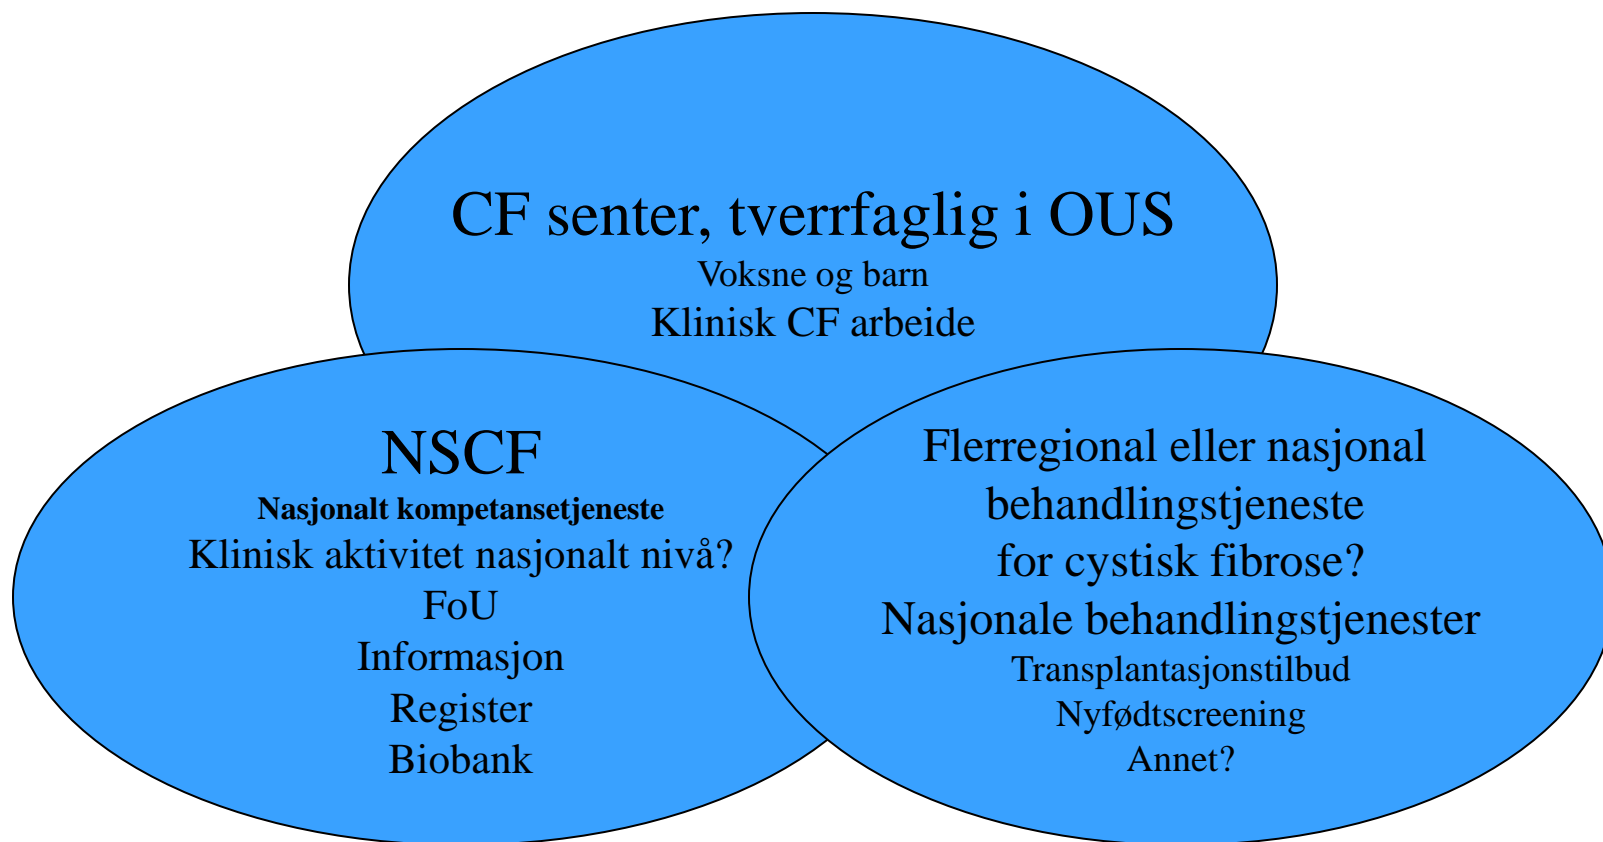 CF senter, tverrfaglig i OUS
Voksne og barn
Klinisk CF arbeide
NSCF
Nasjonalt kompetansetjeneste
Klinisk aktivitet nasjonalt nivå?
FoU
Informasjon
Register
Biobank
Flerregional eller nasjonal
behandlingstjeneste
for cystisk fibrose?
Nasjonale behandlingstjenester
Transplantasjonstilbud
Nyfødtscreening
Annet?